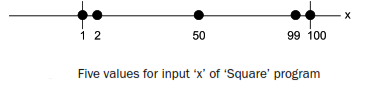 x
1 2 50 99 100
Five values for input ‘x’ of ‘Square’ program